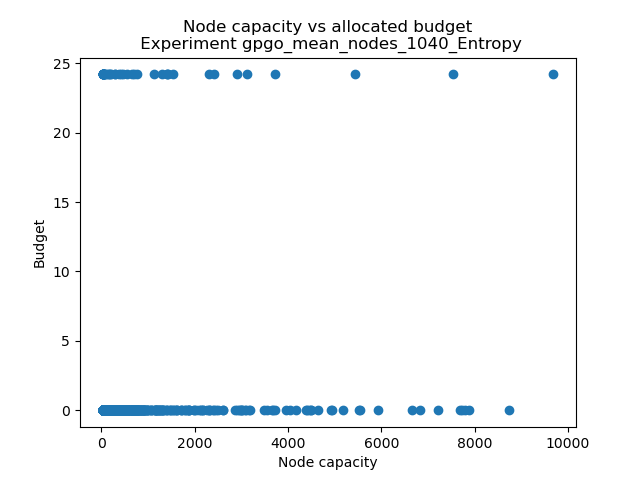 Node capacity vs allocated budget
Experiment gpgo_mean_nodes_1040_Entropy
25
20
15
10
5
0
Budget
0 2000 4000 6000 8000 10000
Node capacity